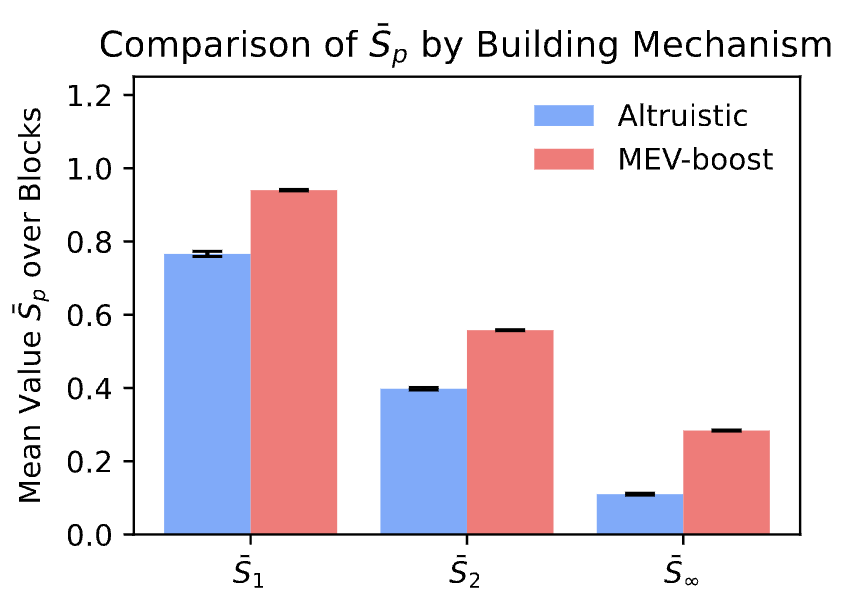 Comparison of S̄ₚ by Building Mechanism
Mean Value S̄ₚ over Blocks
1.2
1.0
0.8
0.6
0.4
0.2
0.0
Altruistic
MEV-boost
S̄₁
S̄₂
S̄∞